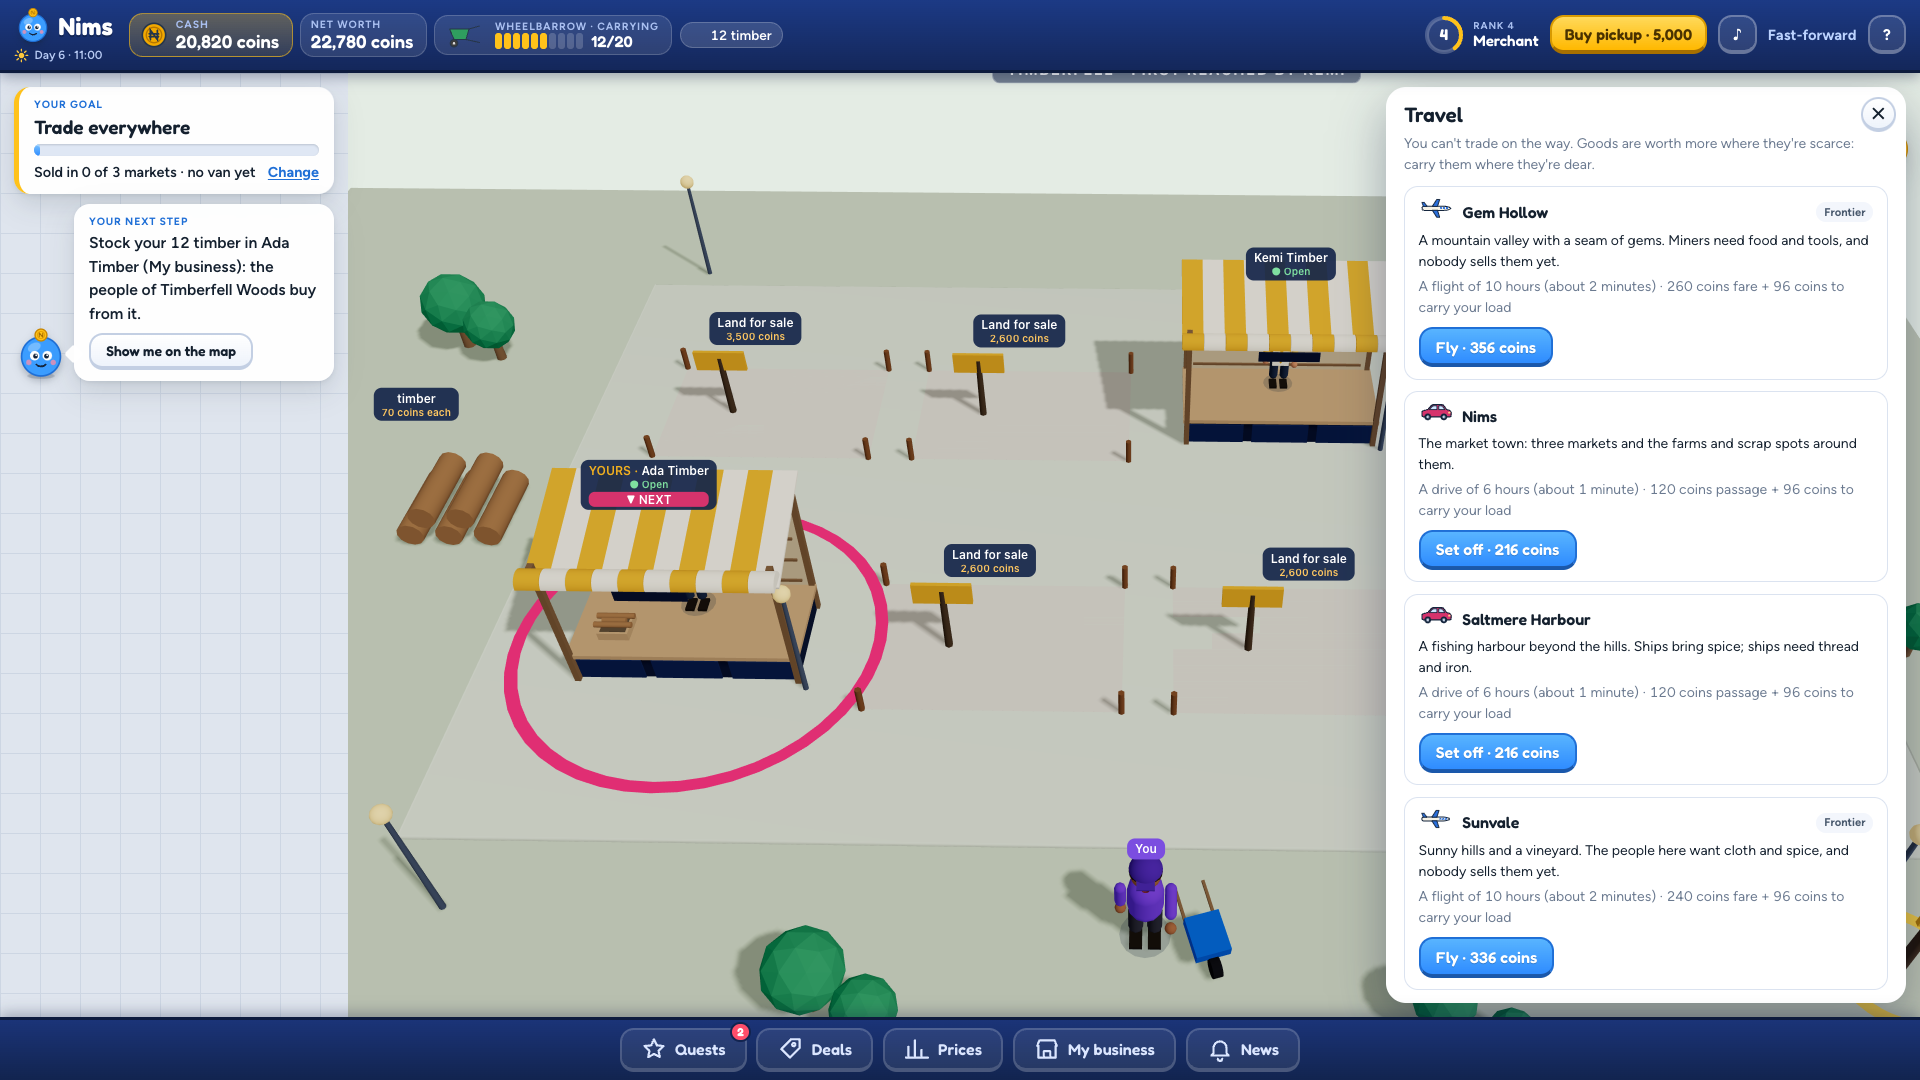 Nims
Day 6 · 11:00
CASH
20,820 coins
NET WORTH
22,780 coins
WHEELBARROW · CARRYING
12/20
12 timber
4
RANK 4
Merchant
Buy pickup · 5,000
Fast-forward
?
YOUR GOAL
Trade everywhere
Sold in 0 of 3 markets · no van yet
Change
YOUR NEXT STEP
Stock your 12 timber in Ada
Timber (My business): the
people of Timberfell Woods buy
from it.
Show me on the map
Land for sale
3,500 coins
Land for sale
2,600 coins
Kemi Timber
Open
timber
70 coins each
YOURS · Ada Timber
Open
▼ NEXT
Land for sale
2,600 coins
Land for sale
2,600 coins
You
Travel
You can't trade on the way. Goods are worth more where they're scarce:
carry them where they're dear.
Gem Hollow
Frontier
A mountain valley with a seam of gems. Miners need food and tools, and
nobody sells them yet.
A flight of 10 hours (about 2 minutes) · 260 coins fare + 96 coins to
carry your load
Fly · 356 coins
Nims
The market town: three markets and the farms and scrap spots around
them.
A drive of 6 hours (about 1 minute) · 120 coins passage + 96 coins to
carry your load
Set off · 216 coins
Saltmere Harbour
A fishing harbour beyond the hills. Ships bring spice; ships need thread
and iron.
A drive of 6 hours (about 1 minute) · 120 coins passage + 96 coins to
carry your load
Set off · 216 coins
Sunvale
Frontier
Sunny hills and a vineyard. The people here want cloth and spice, and
nobody sells them yet.
A flight of 10 hours (about 2 minutes) · 240 coins fare + 96 coins to
carry your load
Fly · 336 coins
Quests
2
Deals
Prices
My business
News